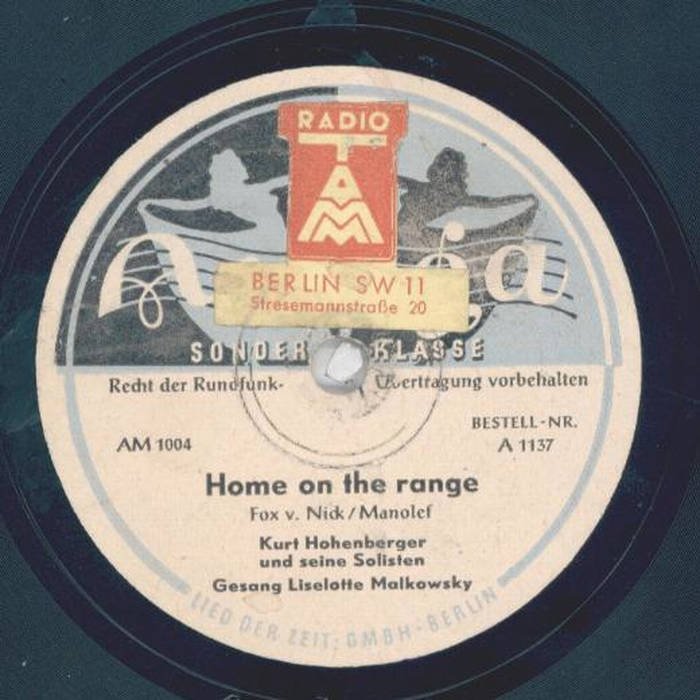 RADIO
TAM
BERLIN SW 11
Stresemannstraße 20
SONDER KLASSE
Recht der Rundfunk- Übertragung vorbehalten
BESTELL-NR.
AM 1004 A 1137
Home on the range
Fox v. Nick/Manolef
Kurt Hohenberger
und seine Solisten
Gesang Liselotte Malkowsky
LIED DER ZEIT; GMBH-BERLIN